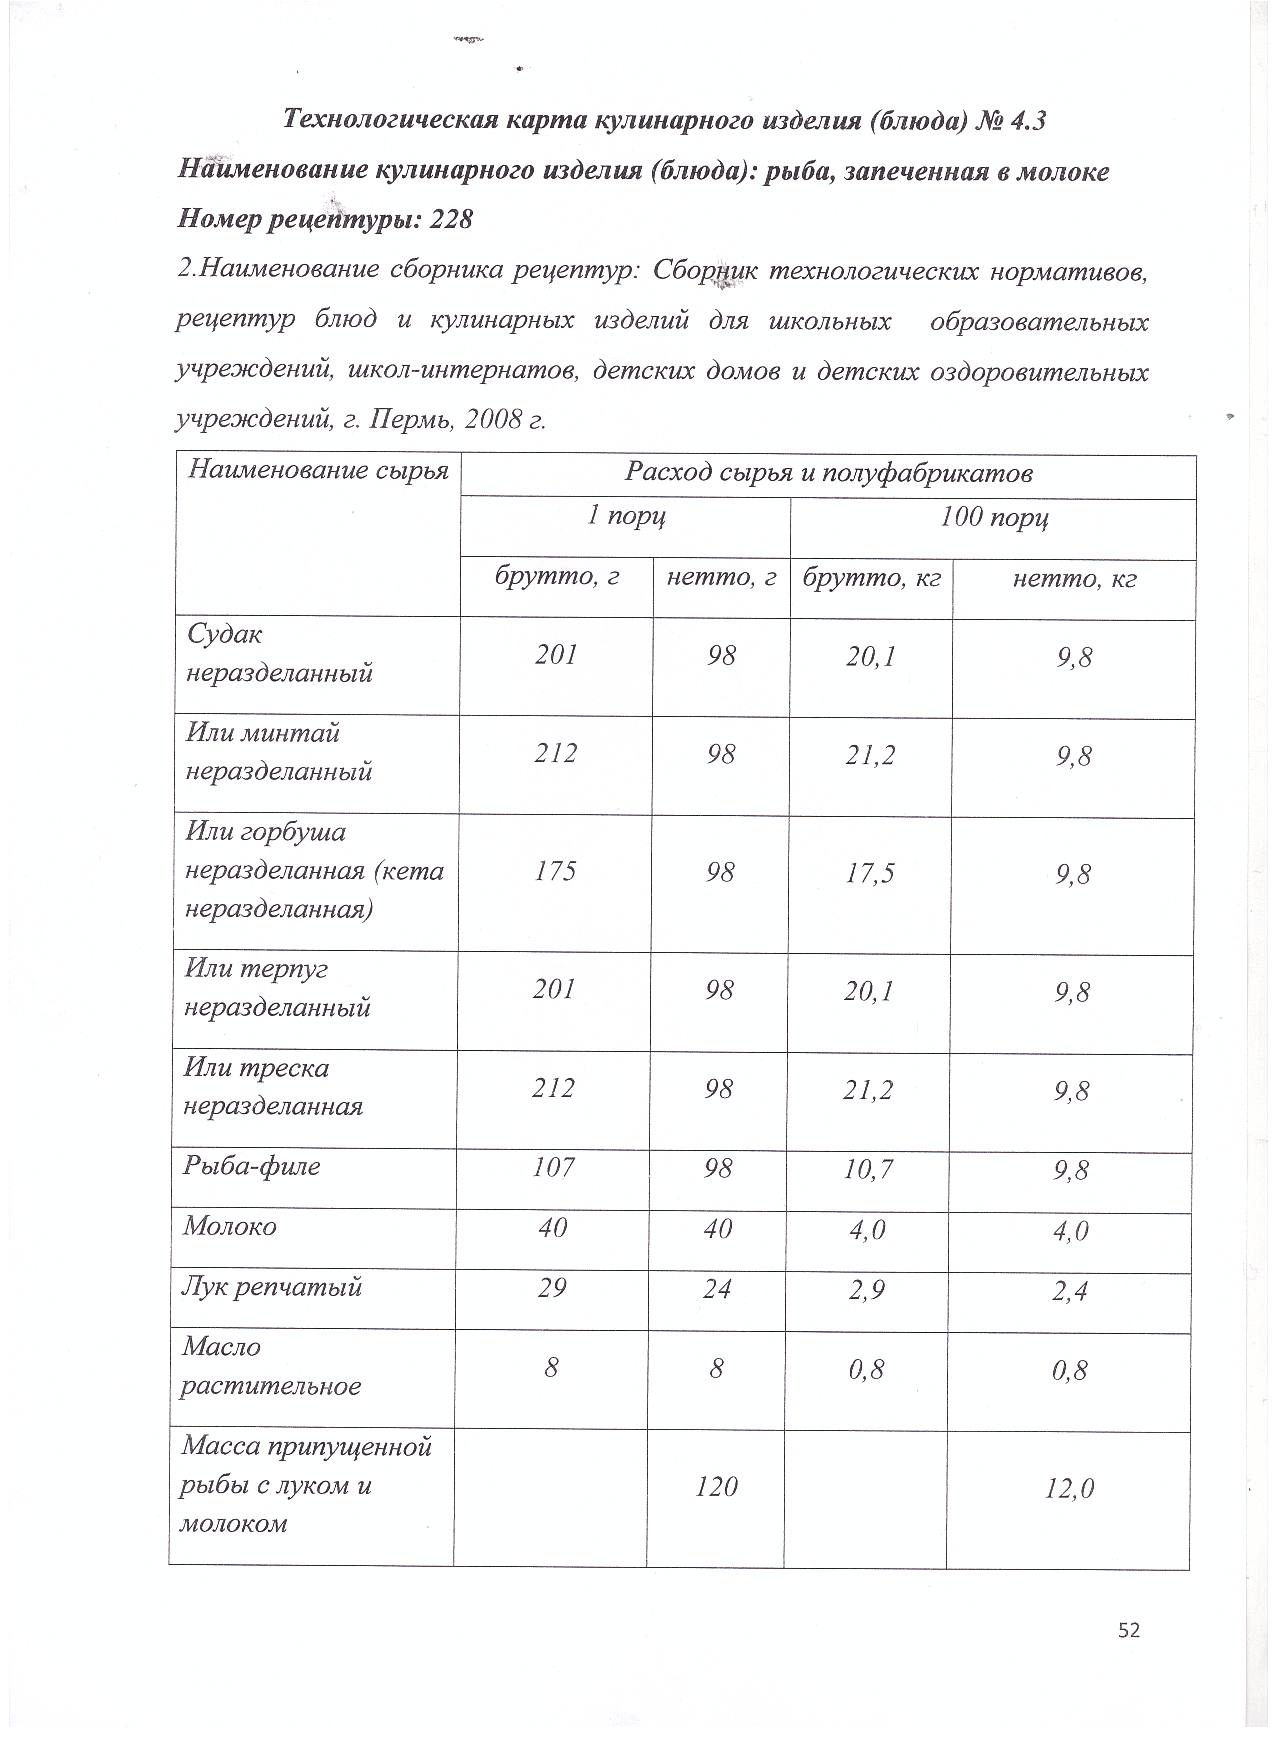 Технологическая карта кулинарного изделия (блюда) № 4.3
Наименование кулинарного изделия (блюда): рыба, запеченная в молоке
Номер рецептуры: 228
2.Наименование сборника рецептур: Сборник технологических нормативов,
рецептур блюд и кулинарных изделий для школьных образовательных
учреждений, школ-интернатов, детских домов и детских оздоровительных
учреждений, г. Пермь, 2008 г.
Наименование сырья Расход сырья и полуфабрикатов
1 порц 100 порц
брутто, г нетто, г брутто, кг нетто, кг
Судак
неразделанный 201 98 20,1 9,8
Или минтай
неразделанный 212 98 21,2 9,8
Или горбуша
неразделанная (кета 175 98 17,5 9,8
неразделанная)
Или терпуг
неразделанный 201 98 20,1 9,8
Или треска
неразделанная 212 98 21,2 9,8
Рыба-филе 107 98 10,7 9,8
Молоко 40 40 4,0 4,0
Лук репчатый 29 24 2,9 2,4
Масло
растительное 8 8 0,8 0,8
Масса припущенной
рыбы с луком и 120 12,0
молоком
52